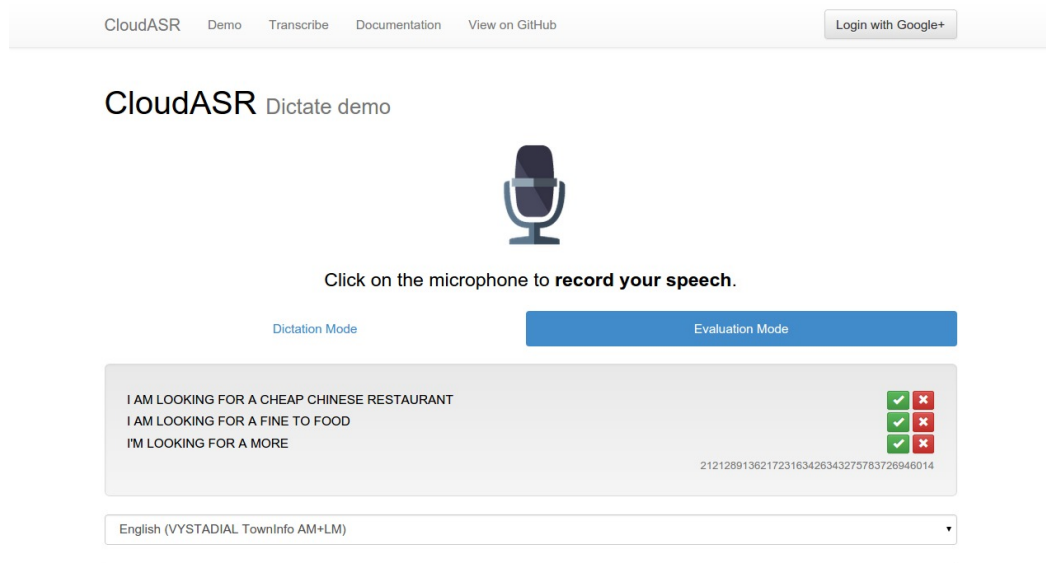 CloudASR Demo Transcribe Documentation View on GitHub Login with Google+
CloudASR Dictate demo
Click on the microphone to record your speech.
Dictation Mode Evaluation Mode
I AM LOOKING FOR A CHEAP CHINESE RESTAURANT
I AM LOOKING FOR A FINE TO FOOD
I'M LOOKING FOR A MORE
212128913621723163426343275783726946014
English (VYSTADIAL TownInfo AM+LM)